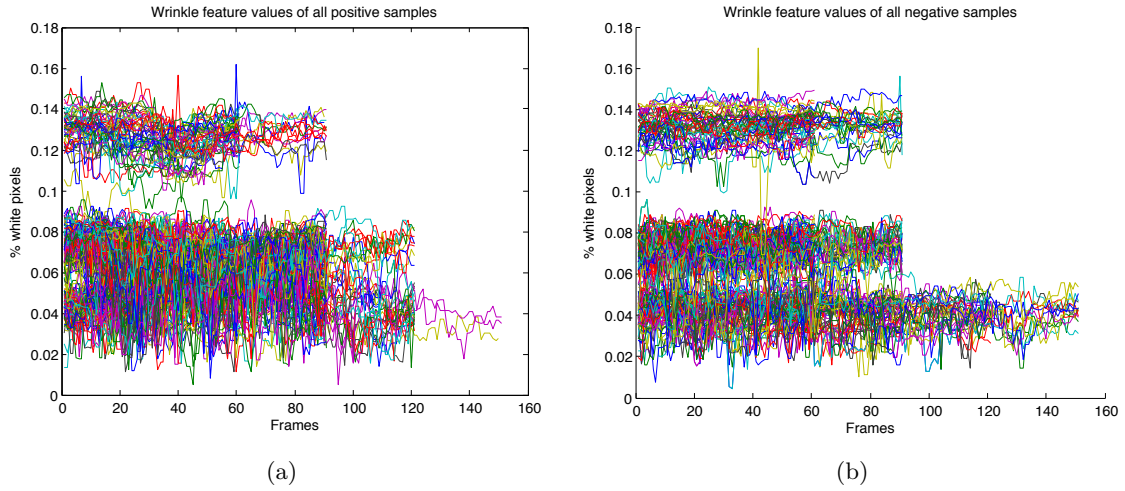 Wrinkle feature values of all positive samples
0.18
0.16
0.14
0.12
0.1
0.08
0.06
0.04
0.02
0
% white pixels
0 20 40 60 80 100 120 140 160
Frames
(a)
Wrinkle feature values of all negative samples
0.18
0.16
0.14
0.12
0.1
0.08
0.06
0.04
0.02
0
% white pixels
0 20 40 60 80 100 120 140 160
Frames
(b)